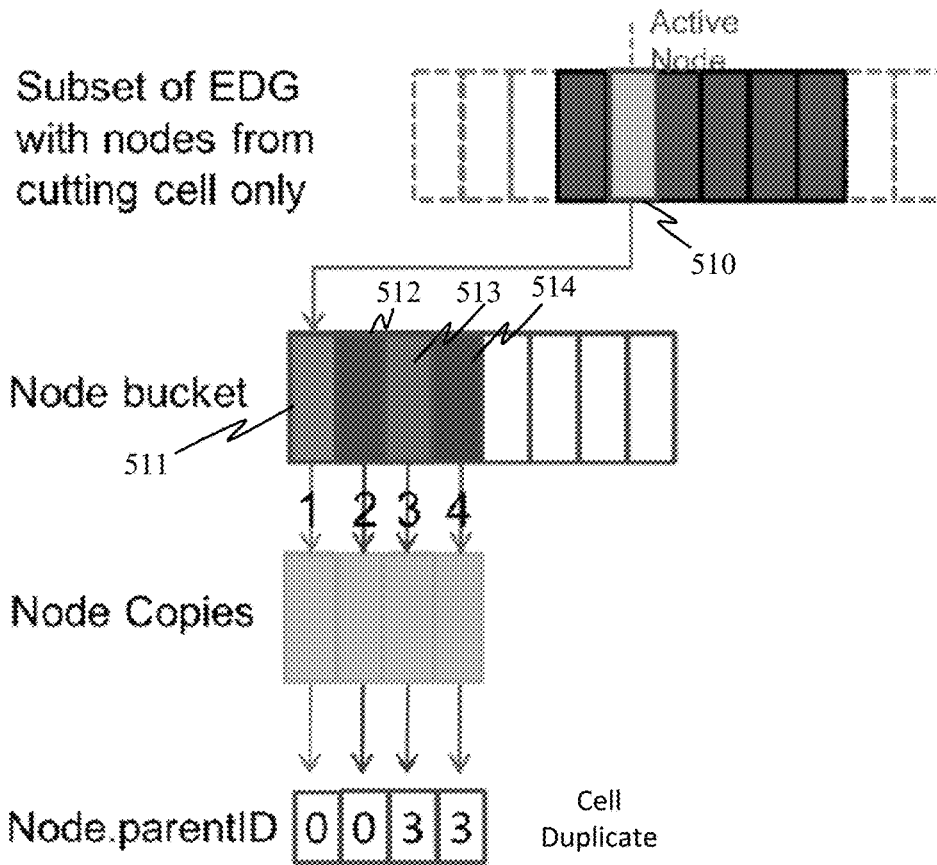 Active
Node
Subset of EDG
with nodes from
cutting cell only
510
512
513
514
Node bucket
511
1 2 3 4
Node Copies
Node.parentID 0 0 3 3
Cell
Duplicate